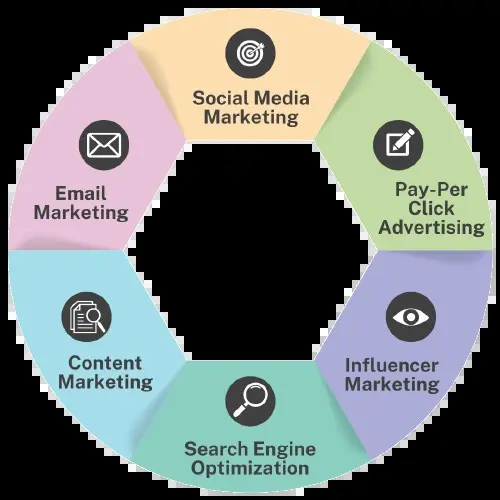 Social Media
Marketing
Pay-Per
Click
Advertising
Influencer
Marketing
Search Engine
Optimization
Content
Marketing
Email
Marketing